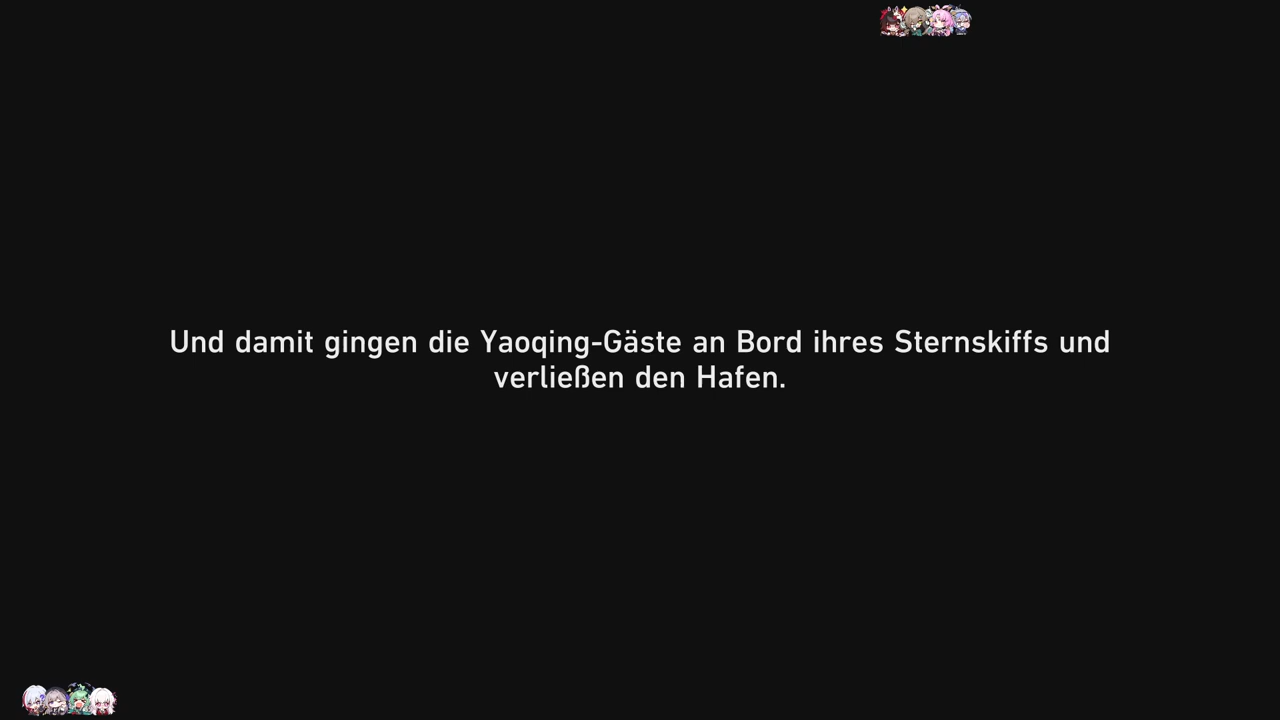 Und damit gingen die Yaoqing-Gäste an Bord ihres Sternskiffs und
verließen den Hafen.